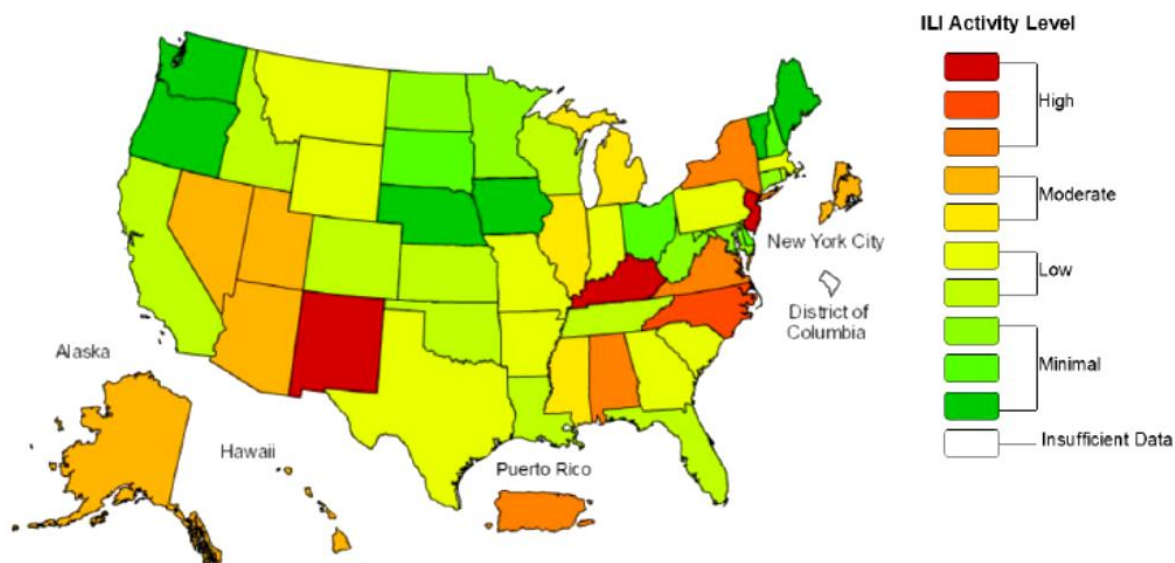 ILI Activity Level
High
Moderate
New York City
Low
District of
Columbia
Minimal
Alaska
Insufficient Data
Hawaii
Puerto Rico